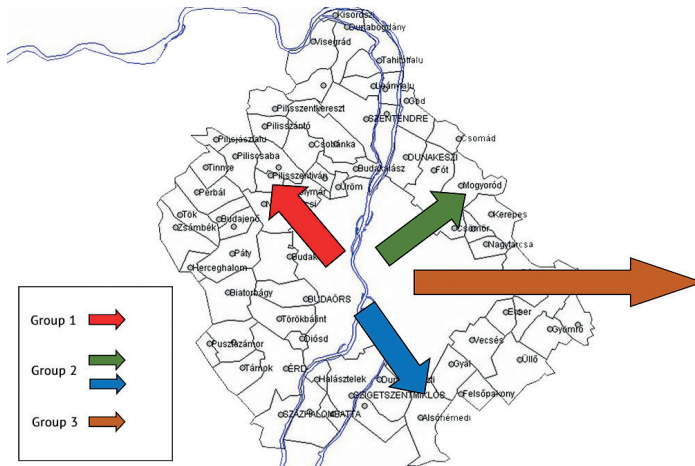 Kisoroszi
Dunabogdány
Visegrád
Tahitótfalu
Leányfalu
Göd
Pilisszentkereszt
SZENTENDRE
Pilisszántó
Csomád
Pilisjászfalu
Csobánka
Piliscsaba
DUNAKESZI
Tinnye
Budakalász
Fót
Pilisszentiván
Perbál
Üröm
Mogyoród
Tök
Budajenő
Kerepes
Zsámbék
Csömör
Nagytarcsa
Páty
Herceghalom
Biatorbágy
BUDAÖRS
Törökbálint
Ecser
Gyömrő
Pusztazámor
Diósd
Vecsés
Üllő
Tárnok
ÉRD
Gyál
Halásztelek
Felsőpakony
SZIGETSZENTMIKLÓS
SZÁZHALOMBATTA
Alsónémedi
Group 1
Group 2
Group 3